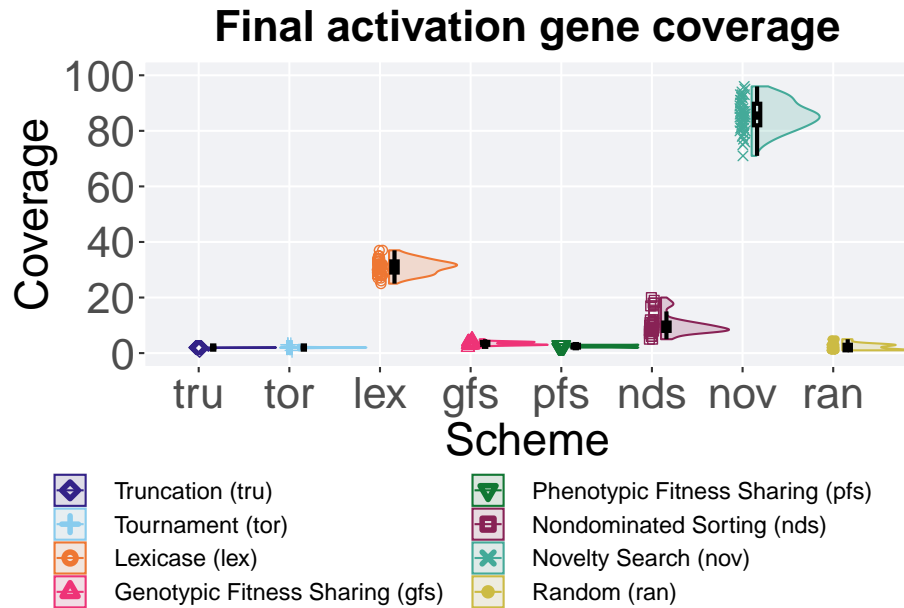 Final activation gene coverage
100
80
60
40
20
0
Coverage
tru tor lex gfs pfs nds nov ran
Scheme
Truncation (tru)
Tournament (tor)
Lexicase (lex)
Genotypic Fitness Sharing (gfs)
Phenotypic Fitness Sharing (pfs)
Nondominated Sorting (nds)
Novelty Search (nov)
Random (ran)